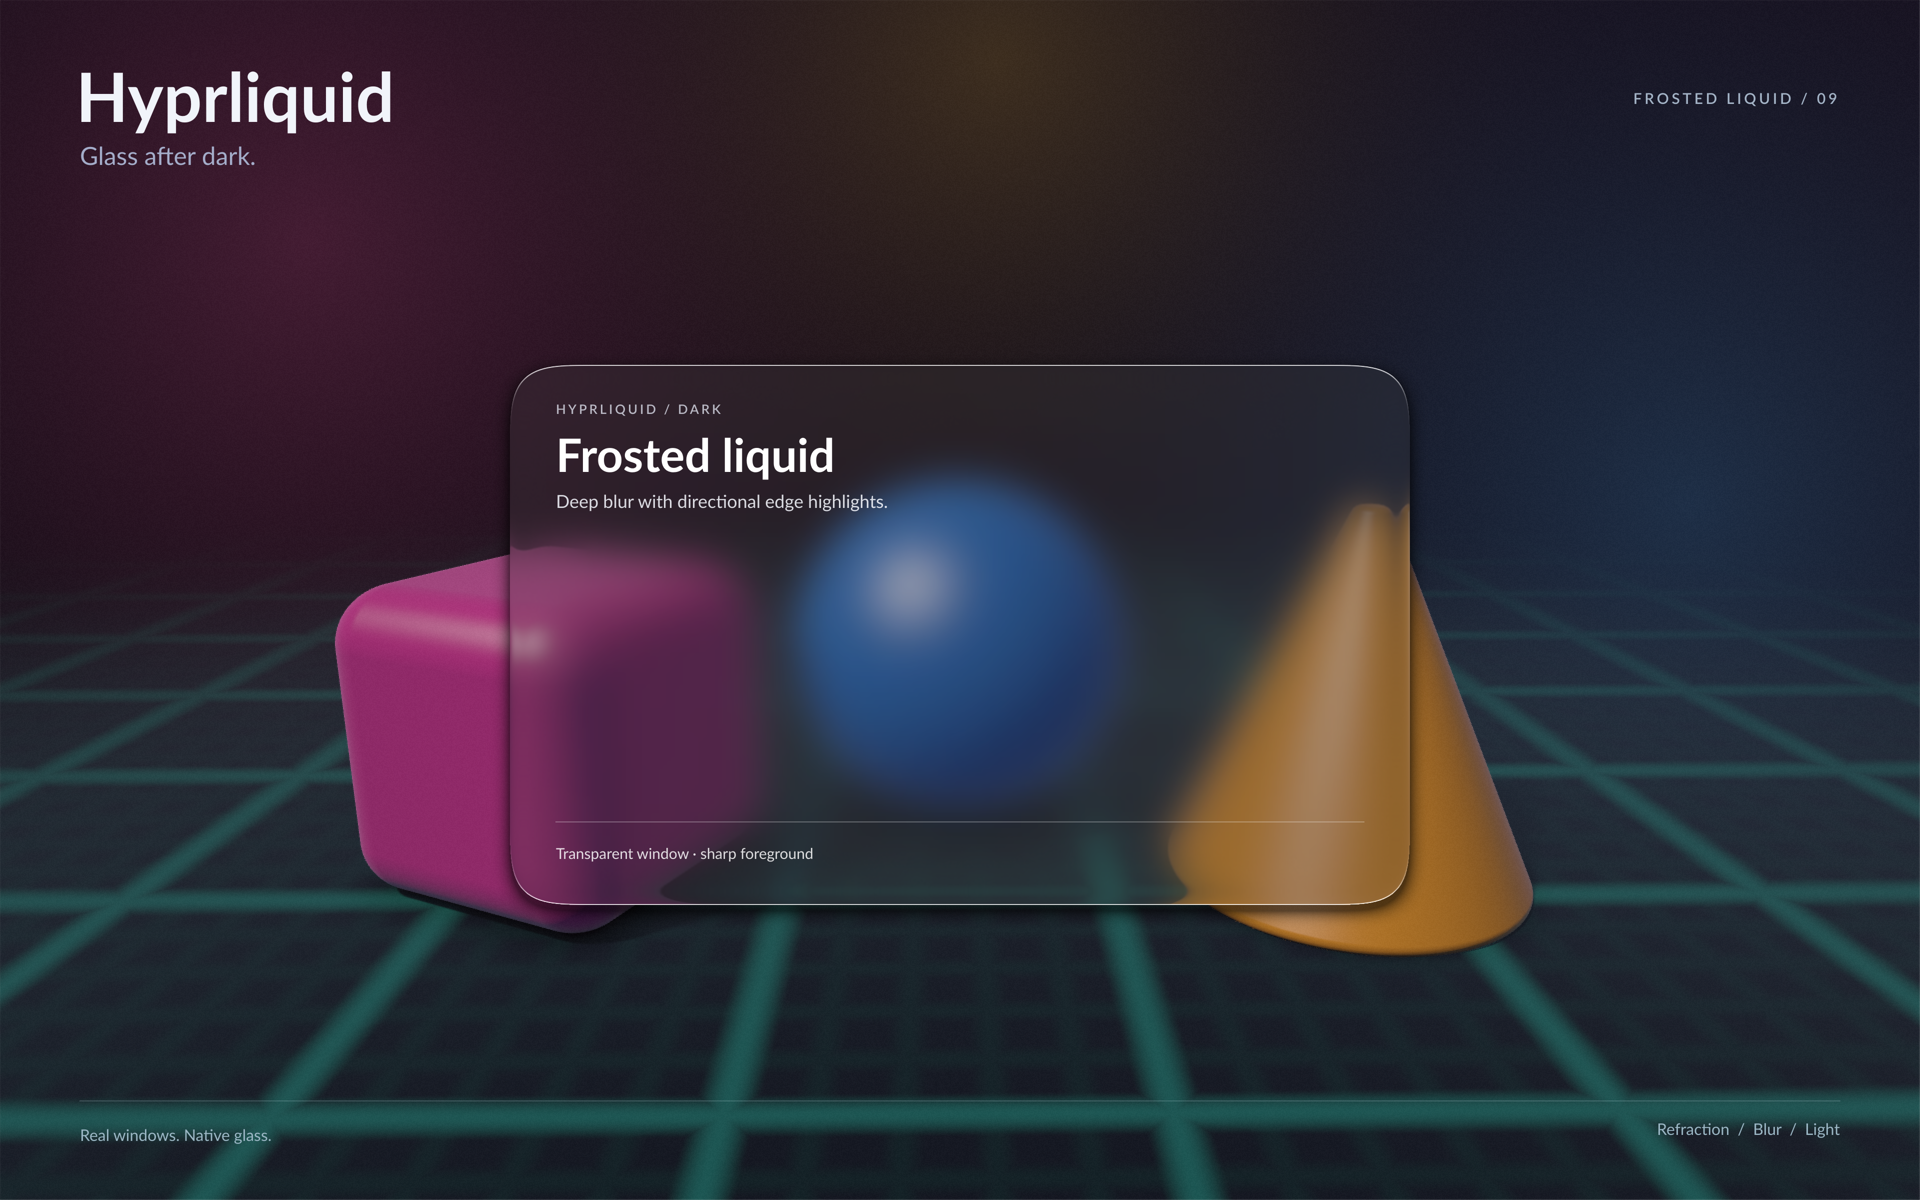 Hyprliquid
Glass after dark.
FROSTED LIQUID / 09
HYPRLIQUID / DARK
Frosted liquid
Deep blur with directional edge highlights.
Transparent window · sharp foreground
Real windows. Native glass.
Refraction / Blur / Light